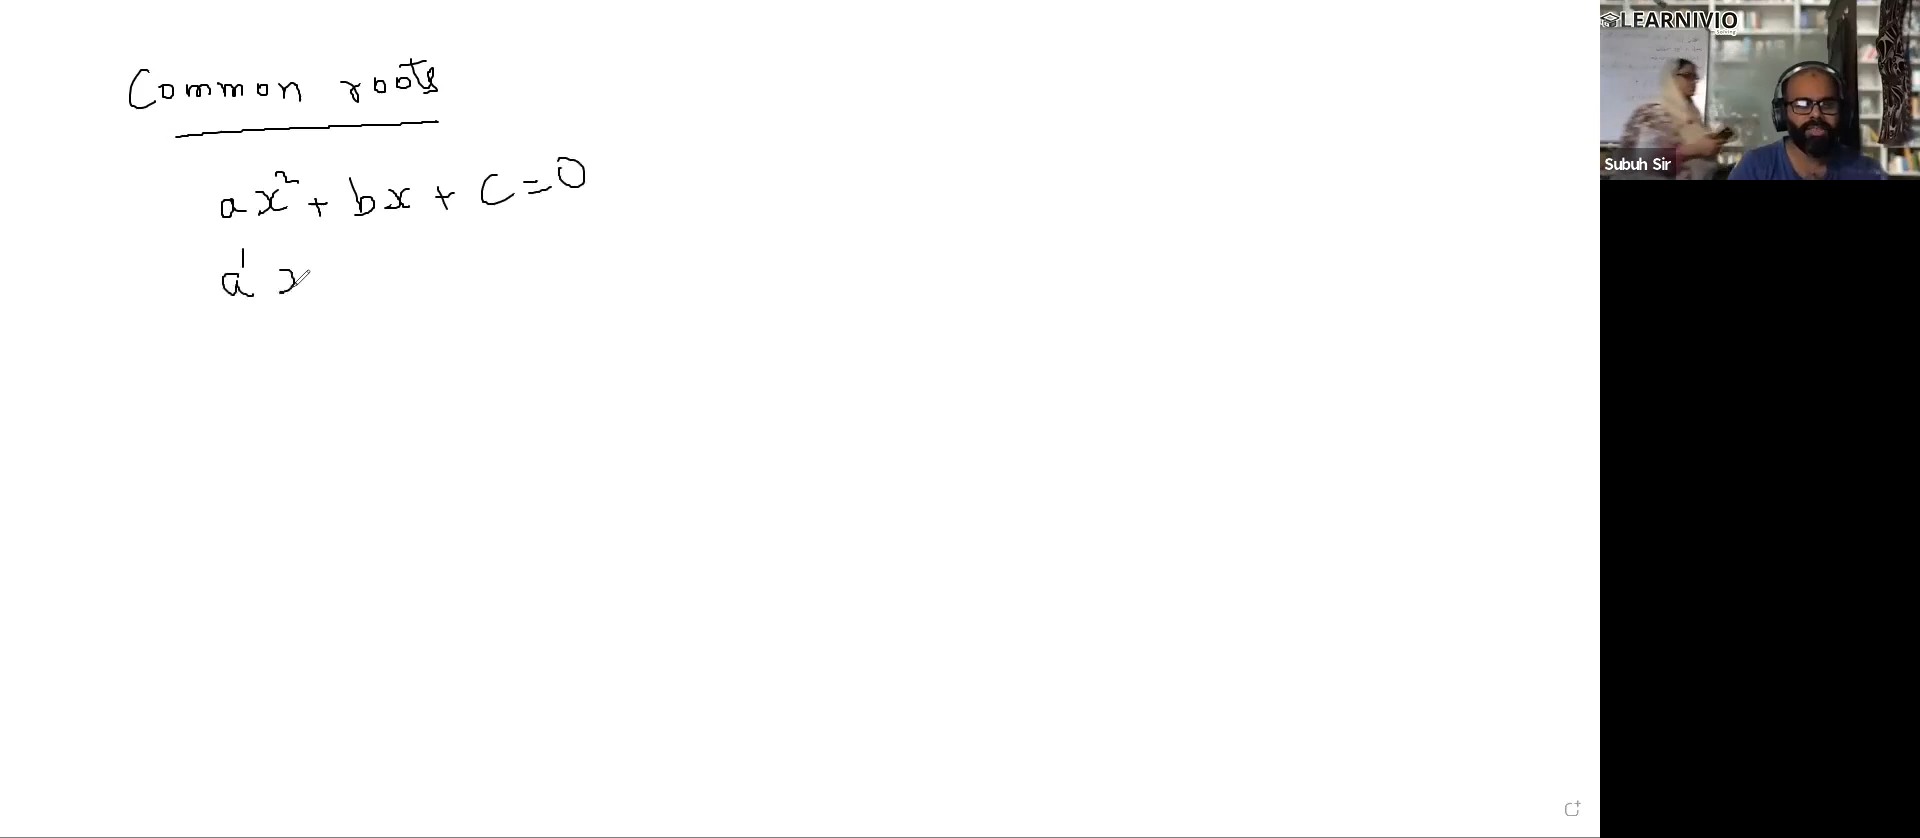 Common roots
ax² + bx + c = 0
a' x
LEARNIVIO
Subuh Sir